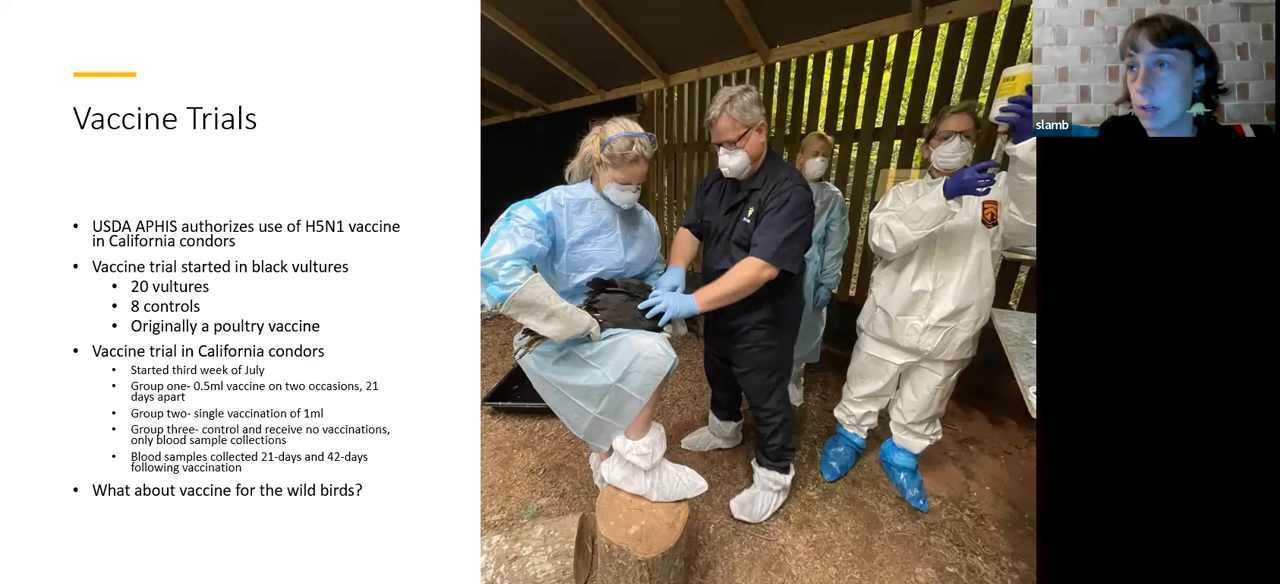 Vaccine Trials
• USDA APHIS authorizes use of H5N1 vaccine
in California condors
• Vaccine trial started in black vultures
• 20 vultures
• 8 controls
• Originally a poultry vaccine
• Vaccine trial in California condors
• Started third week of July
• Group one- 0.5ml vaccine on two occasions, 21
days apart
• Group two- single vaccination of 1ml
• Group three- control and receive no vaccinations,
only blood sample collections
• Blood samples collected 21-days and 42-days
following vaccination
• What about vaccine for the wild birds?
slamb